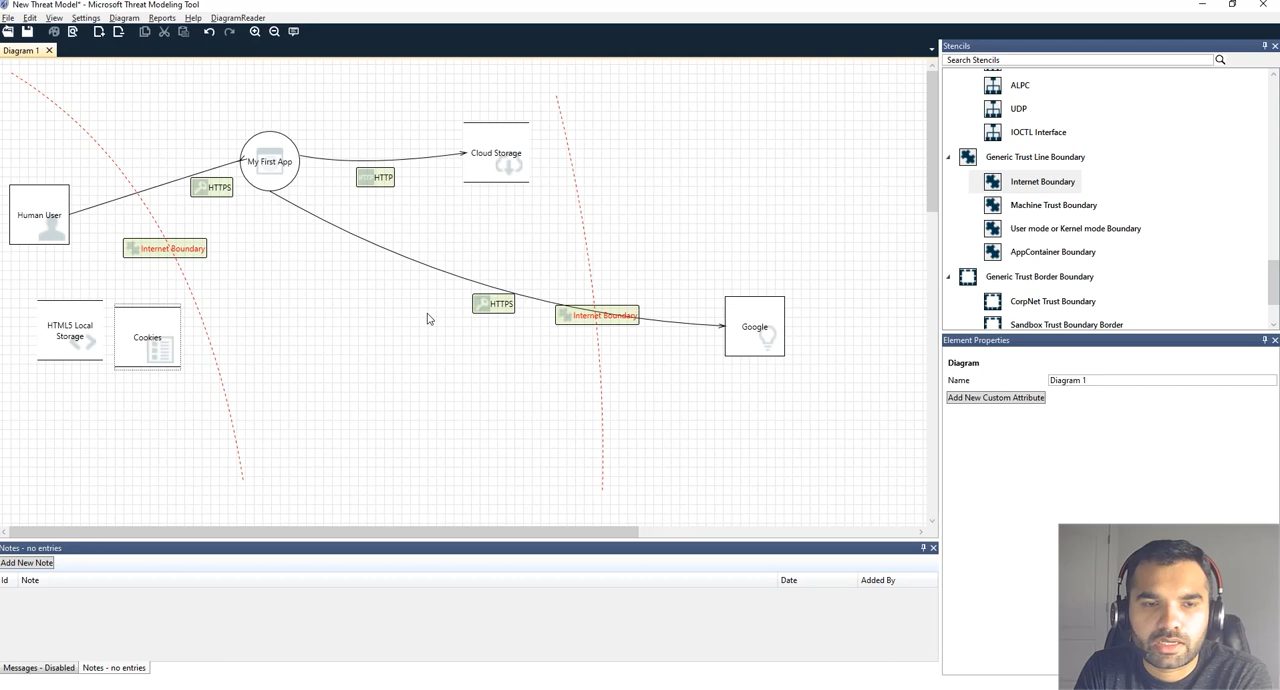 New Threat Model* - Microsoft Threat Modeling Tool
File Edit View Settings Diagram Reports Help DiagramReader
Diagram 1
My First App
Cloud Storage
HTTP
HTTPS
Human User
Internet Boundary
HTTPS
Internet Boundary
Google
HTML5 Local
Storage
Cookies
Stencils
Search Stencils
ALPC
UDP
IOCTL Interface
Generic Trust Line Boundary
Internet Boundary
Machine Trust Boundary
User mode or Kernel mode Boundary
AppContainer Boundary
Generic Trust Border Boundary
CorpNet Trust Boundary
Sandbox Trust Boundary Border
Element Properties
Diagram
Name Diagram 1
Add New Custom Attribute
Notes - no entries
Add New Note
Id Note Date Added By
Messages - Disabled Notes - no entries